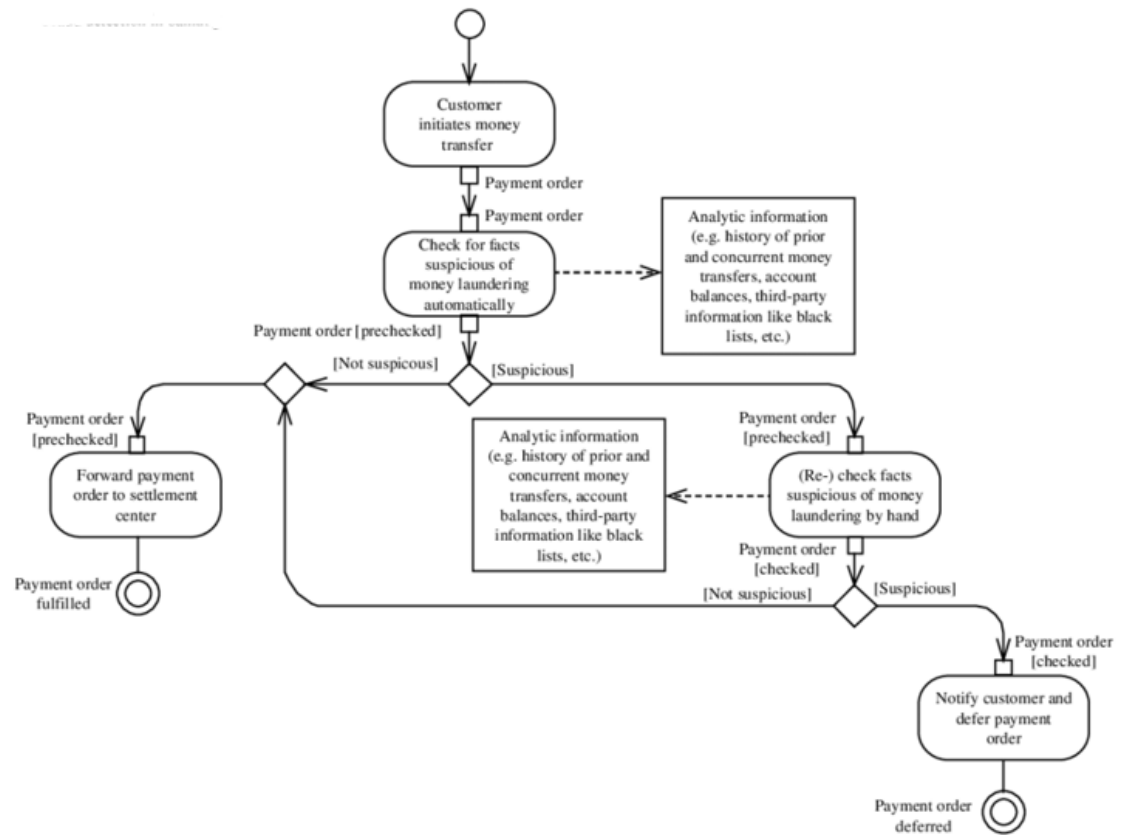 Customer
initiates money
transfer
Payment order
Payment order
Check for facts
suspicious of
money laundering
automatically
Analytic information
(e.g. history of prior
and concurrent money
transfers, account
balances, third-party
information like black
lists, etc.)
Payment order [prechecked]
[Not suspicous]
[Suspicious]
Payment order
[prechecked]
Forward payment
order to settlement
center
Payment order
fulfilled
Analytic information
(e.g. history of prior and
concurrent money
transfers, account
balances, third-party
information like black
lists, etc.)
Payment order
[prechecked]
(Re-) check facts
suspicious of money
laundering by hand
Payment order
[checked]
[Not suspicious]
[Suspicious]
Payment order
[checked]
Notify customer and
defer payment
order
Payment order
deferred